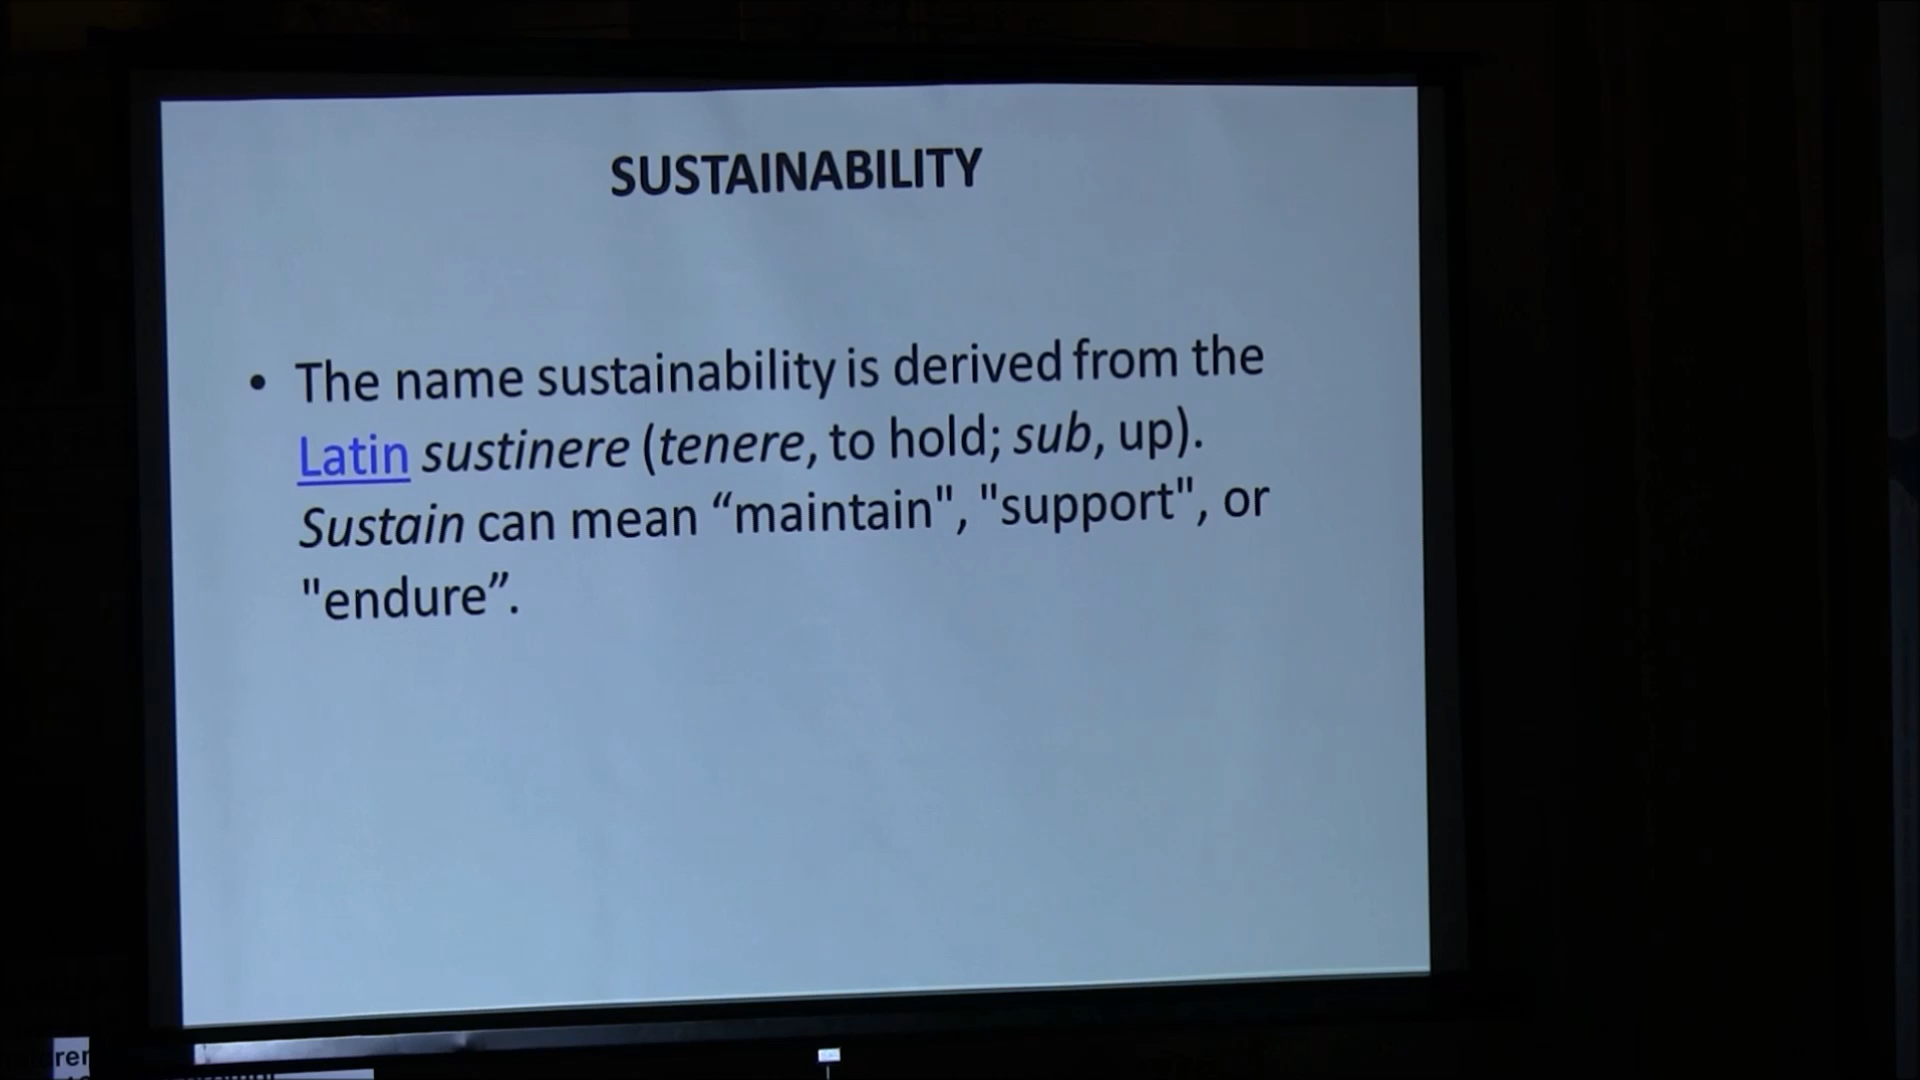 SUSTAINABILITY
• The name sustainability is derived from the
Latin sustinere (tenere, to hold; sub, up).
Sustain can mean “maintain", "support", or
"endure”.